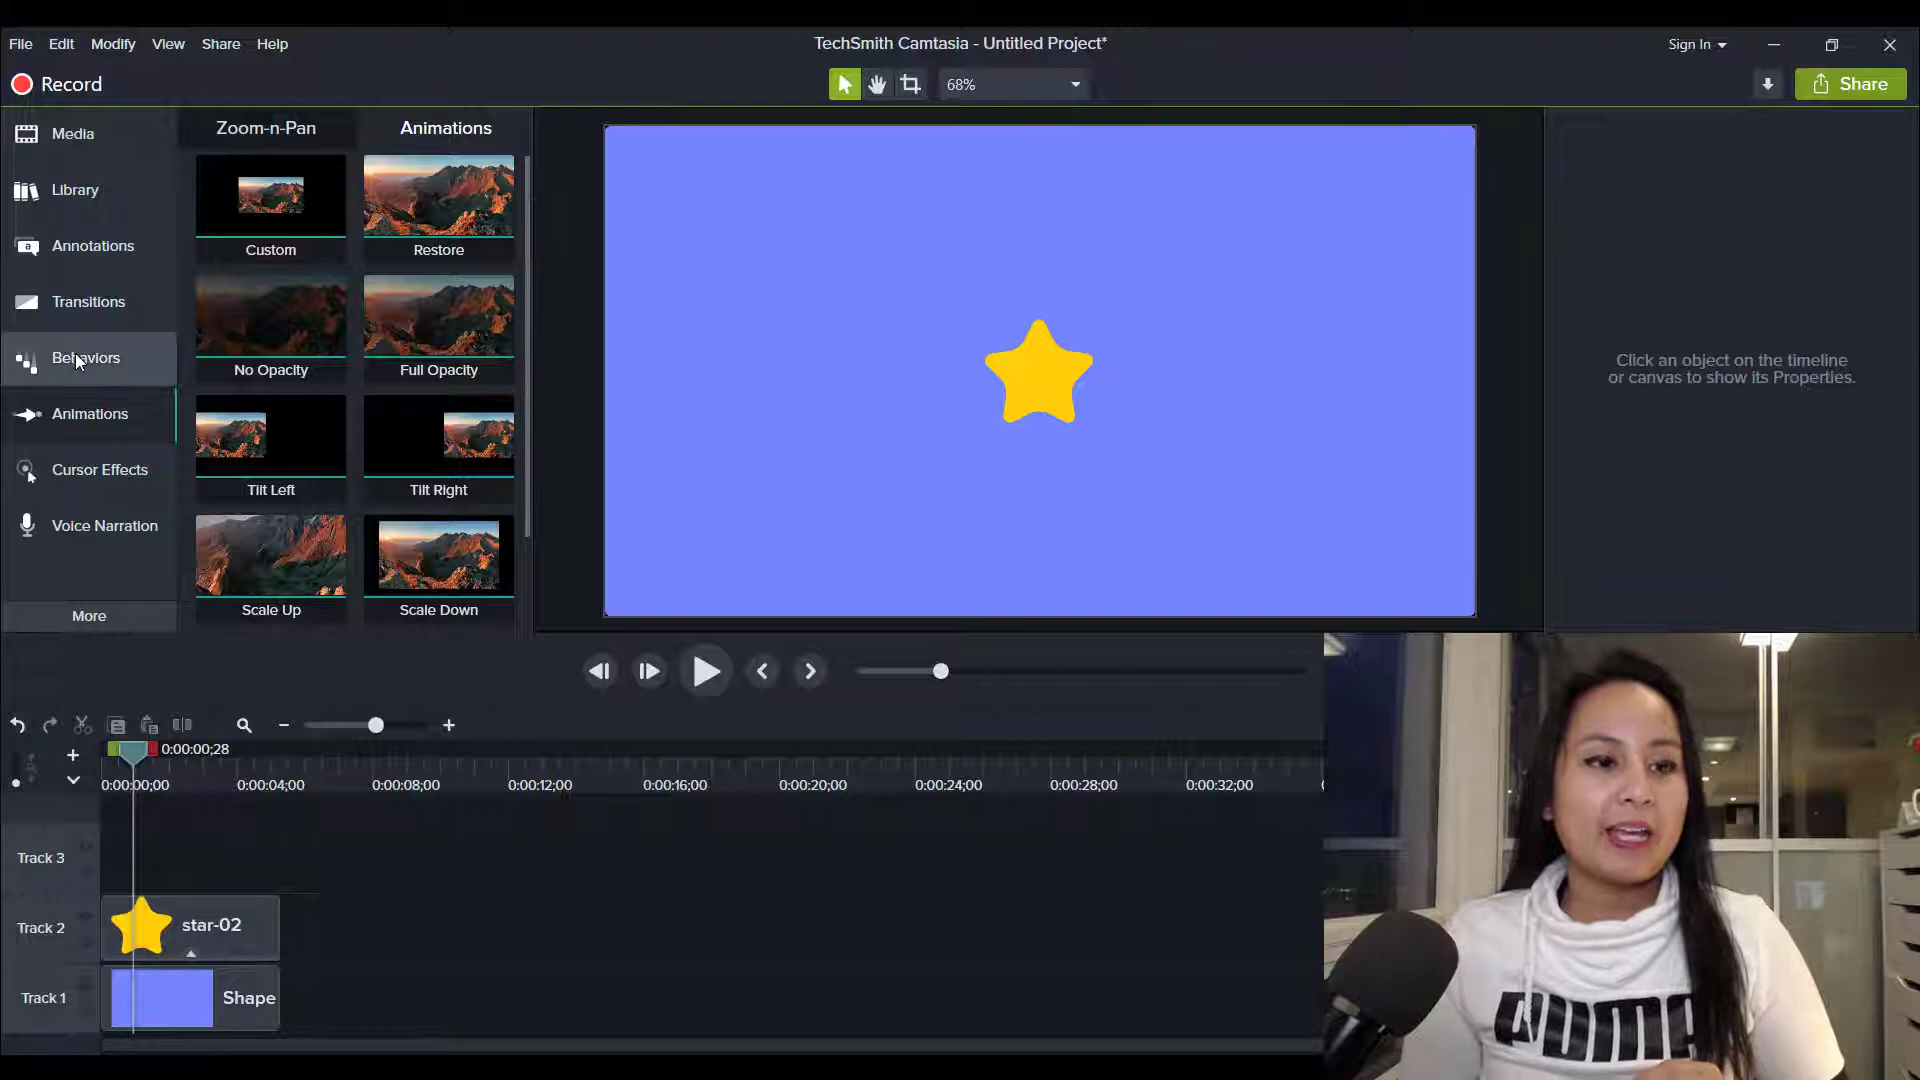 File Edit Modify View Share Help
TechSmith Camtasia - Untitled Project*
Sign In
Record
68%
Share
Media
Library
Annotations
Transitions
Behaviors
Animations
Cursor Effects
Voice Narration
More
Zoom-n-Pan Animations
Custom Restore
No Opacity Full Opacity
Tilt Left Tilt Right
Scale Up Scale Down
Click an object on the timeline
or canvas to show its Properties.
0:00:00;28
0:00:00;00 0:00:04;00 0:00:08;00 0:00:12;00 0:00:16;00 0:00:20;00 0:00:24;00 0:00:28;00 0:00:32;00
Track 3
Track 2
star-02
Track 1
Shape
PUMA